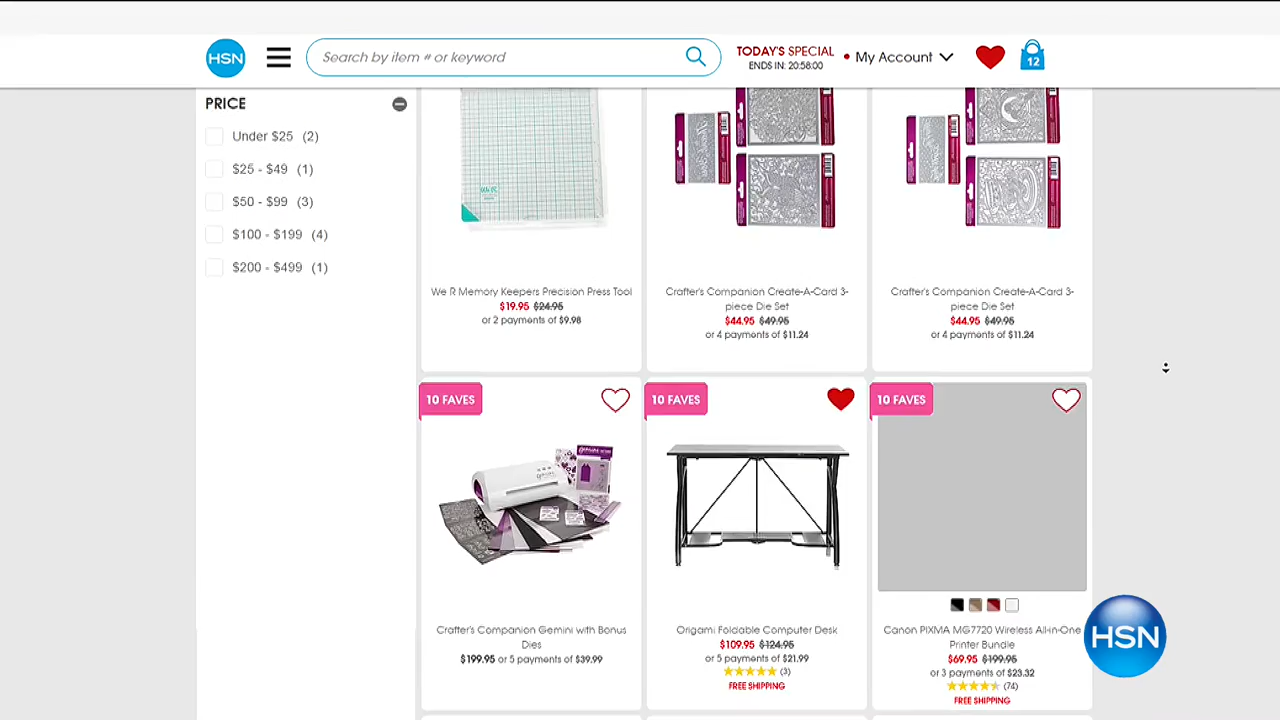 HSN
Search by item # or keyword
TODAY'S SPECIAL
ENDS IN: 20:58:00
My Account
12
PRICE
Under $25 (2)
$25 - $49 (1)
$50 - $99 (3)
$100 - $199 (4)
$200 - $499 (1)
We R Memory Keepers Precision Press Tool
$19.95 $24.95
or 2 payments of $9.98
Crafter's Companion Create-A-Card 3-
piece Die Set
$44.95 $49.95
or 4 payments of $11.24
Crafter's Companion Create-A-Card 3-
piece Die Set
$44.95 $49.95
or 4 payments of $11.24
10 FAVES
10 FAVES
10 FAVES
Crafter's Companion Gemini with Bonus
Dies
$199.95 or 5 payments of $39.99
Origami Foldable Computer Desk
$109.95 $124.95
or 5 payments of $21.99
(3)
FREE SHIPPING
Canon PIXMA MG7720 Wireless All-in-One
Printer Bundle
$69.95 $199.95
or 3 payments of $23.32
(74)
FREE SHIPPING
HSN